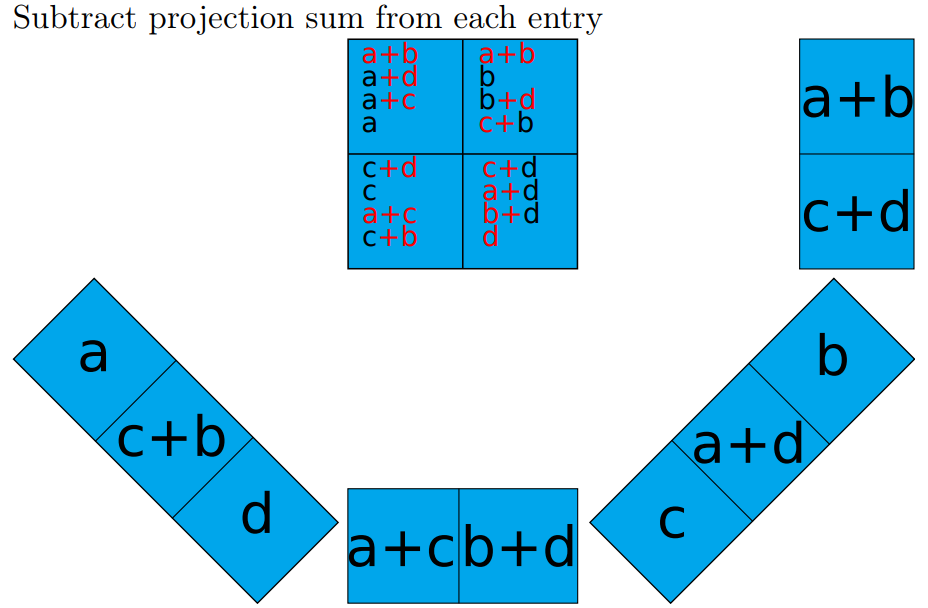 Subtract projection sum from each entry
a+b
a+d
a+c
a
a+b
b
b+d
c+b
c+d
c
a+c
c+b
c+d
a+d
b+d
d
a+b
c+d
a
c+b
d
a+c
b+d
b
a+d
c